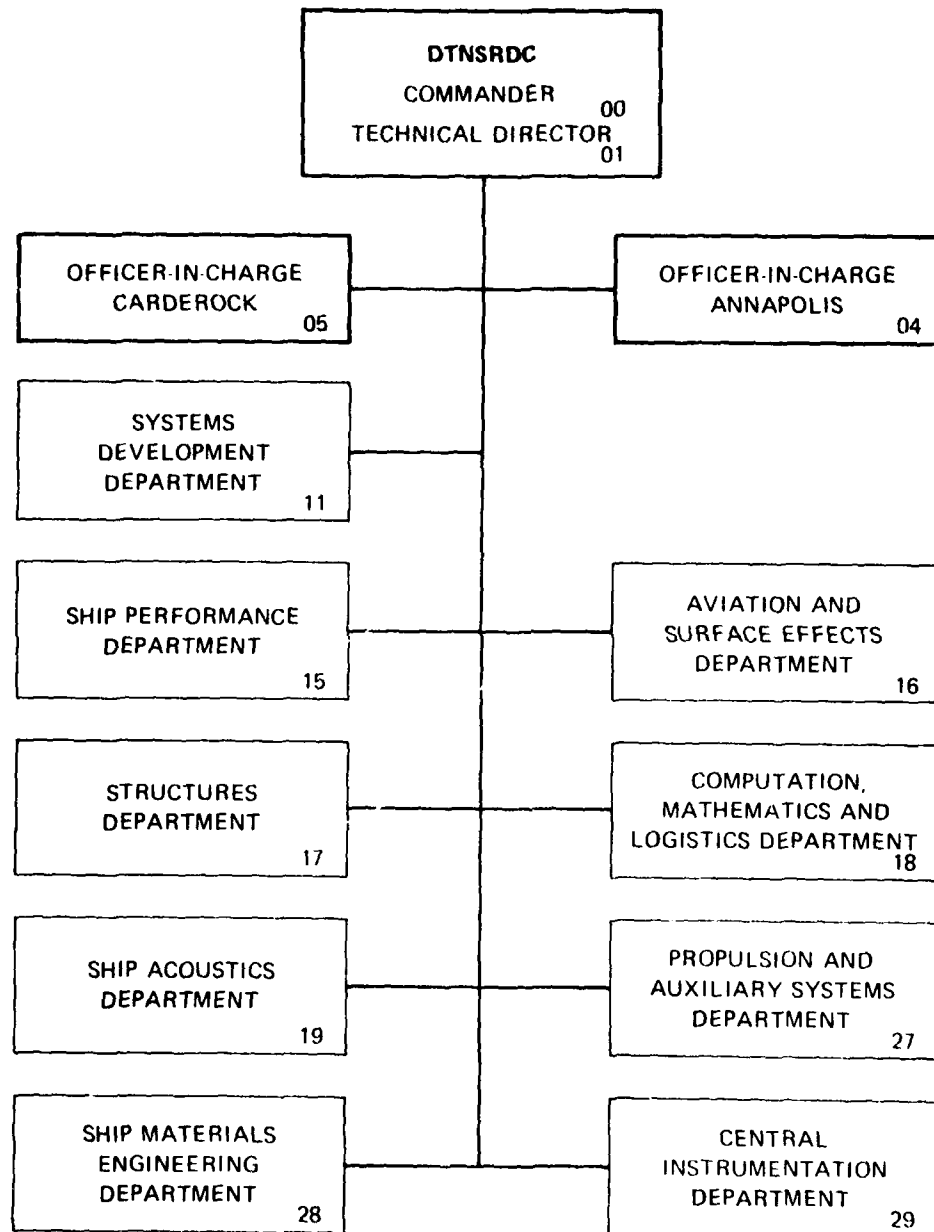 DTNSRDC
COMMANDER
00
TECHNICAL DIRECTOR
01
OFFICER-IN-CHARGE
CARDEROCK
05
OFFICER-IN-CHARGE
ANNAPOLIS
04
SYSTEMS
DEVELOPMENT
DEPARTMENT
11
SHIP PERFORMANCE
DEPARTMENT
15
AVIATION AND
SURFACE EFFECTS
DEPARTMENT
16
STRUCTURES
DEPARTMENT
17
COMPUTATION,
MATHEMATICS AND
LOGISTICS DEPARTMENT
18
SHIP ACOUSTICS
DEPARTMENT
19
PROPULSION AND
AUXILIARY SYSTEMS
DEPARTMENT
27
SHIP MATERIALS
ENGINEERING
DEPARTMENT
28
CENTRAL
INSTRUMENTATION
DEPARTMENT
29